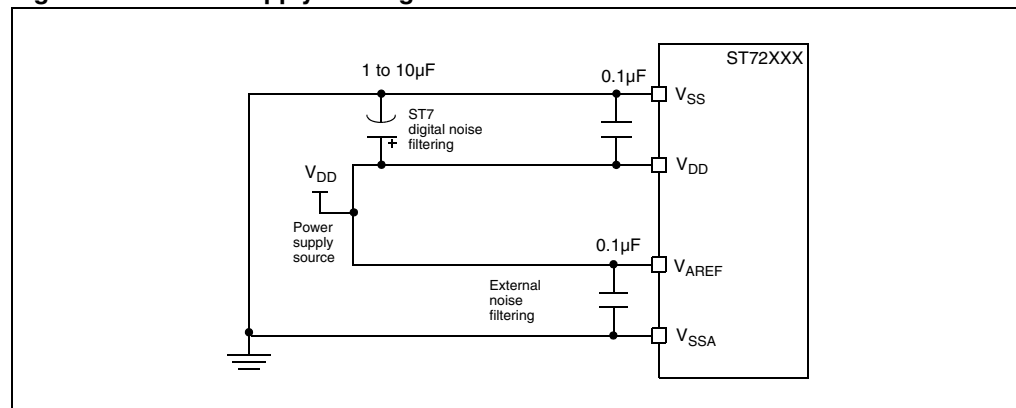 ST72XXX
1 to 10µF
0.1µF
VSS
ST7
digital noise
filtering
VDD
VDD
Power
supply
source
0.1µF
VAREF
External
noise
filtering
VSSA